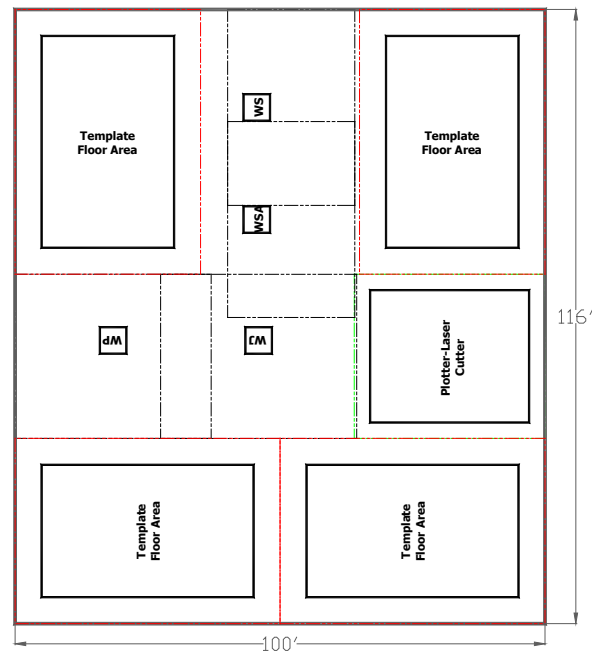 WS
Template
Floor Area
Template
Floor Area
WSA
116'
WP
WJ
Plotter-Laser
Cutter
Template
Floor Area
Template
Floor Area
100'